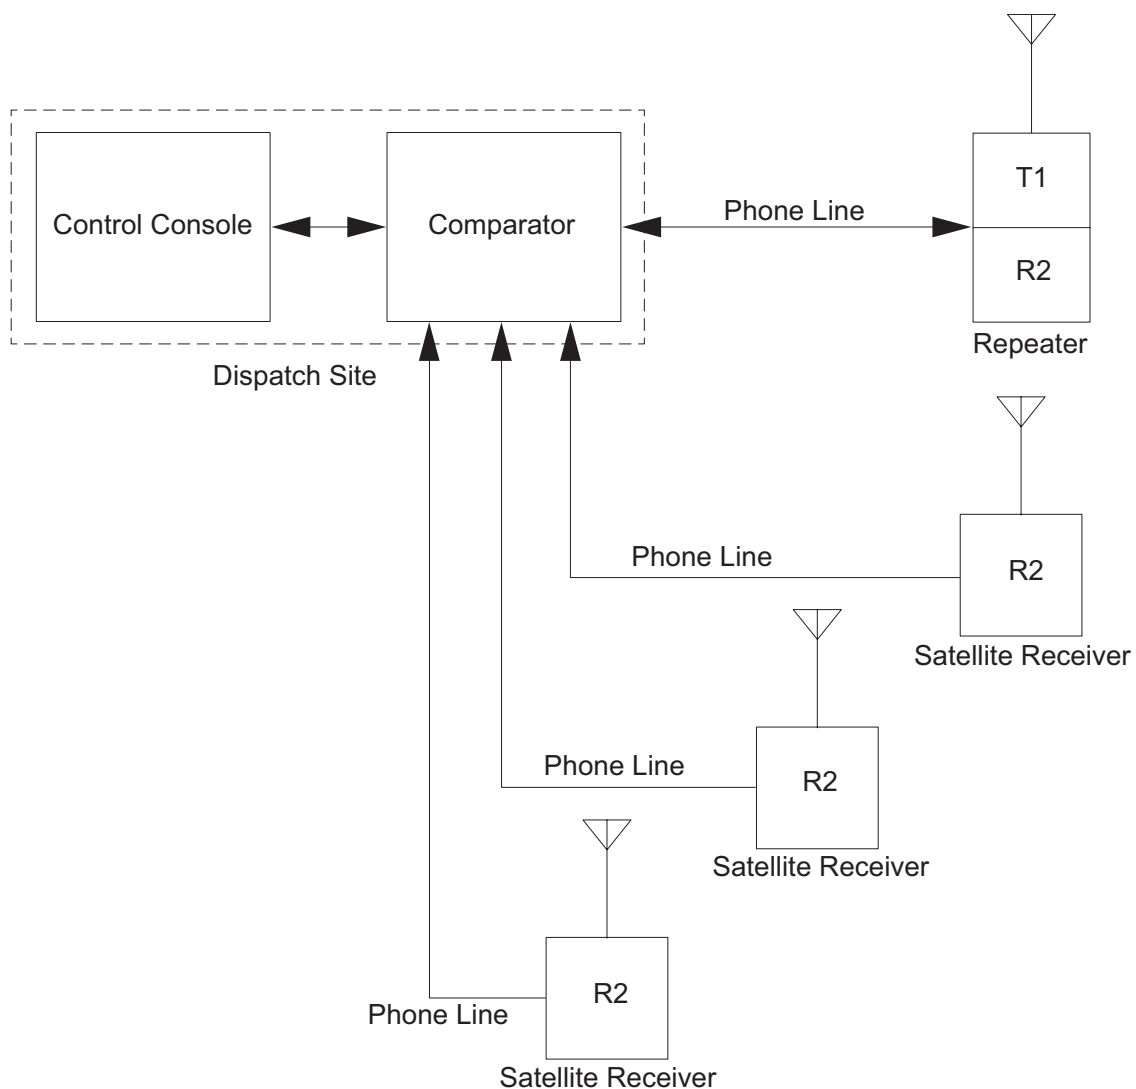 T1
Control Console
Comparator
Phone Line
R2
Repeater
Dispatch Site
Phone Line
R2
Satellite Receiver
Phone Line
R2
Satellite Receiver
R2
Phone Line
Satellite Receiver